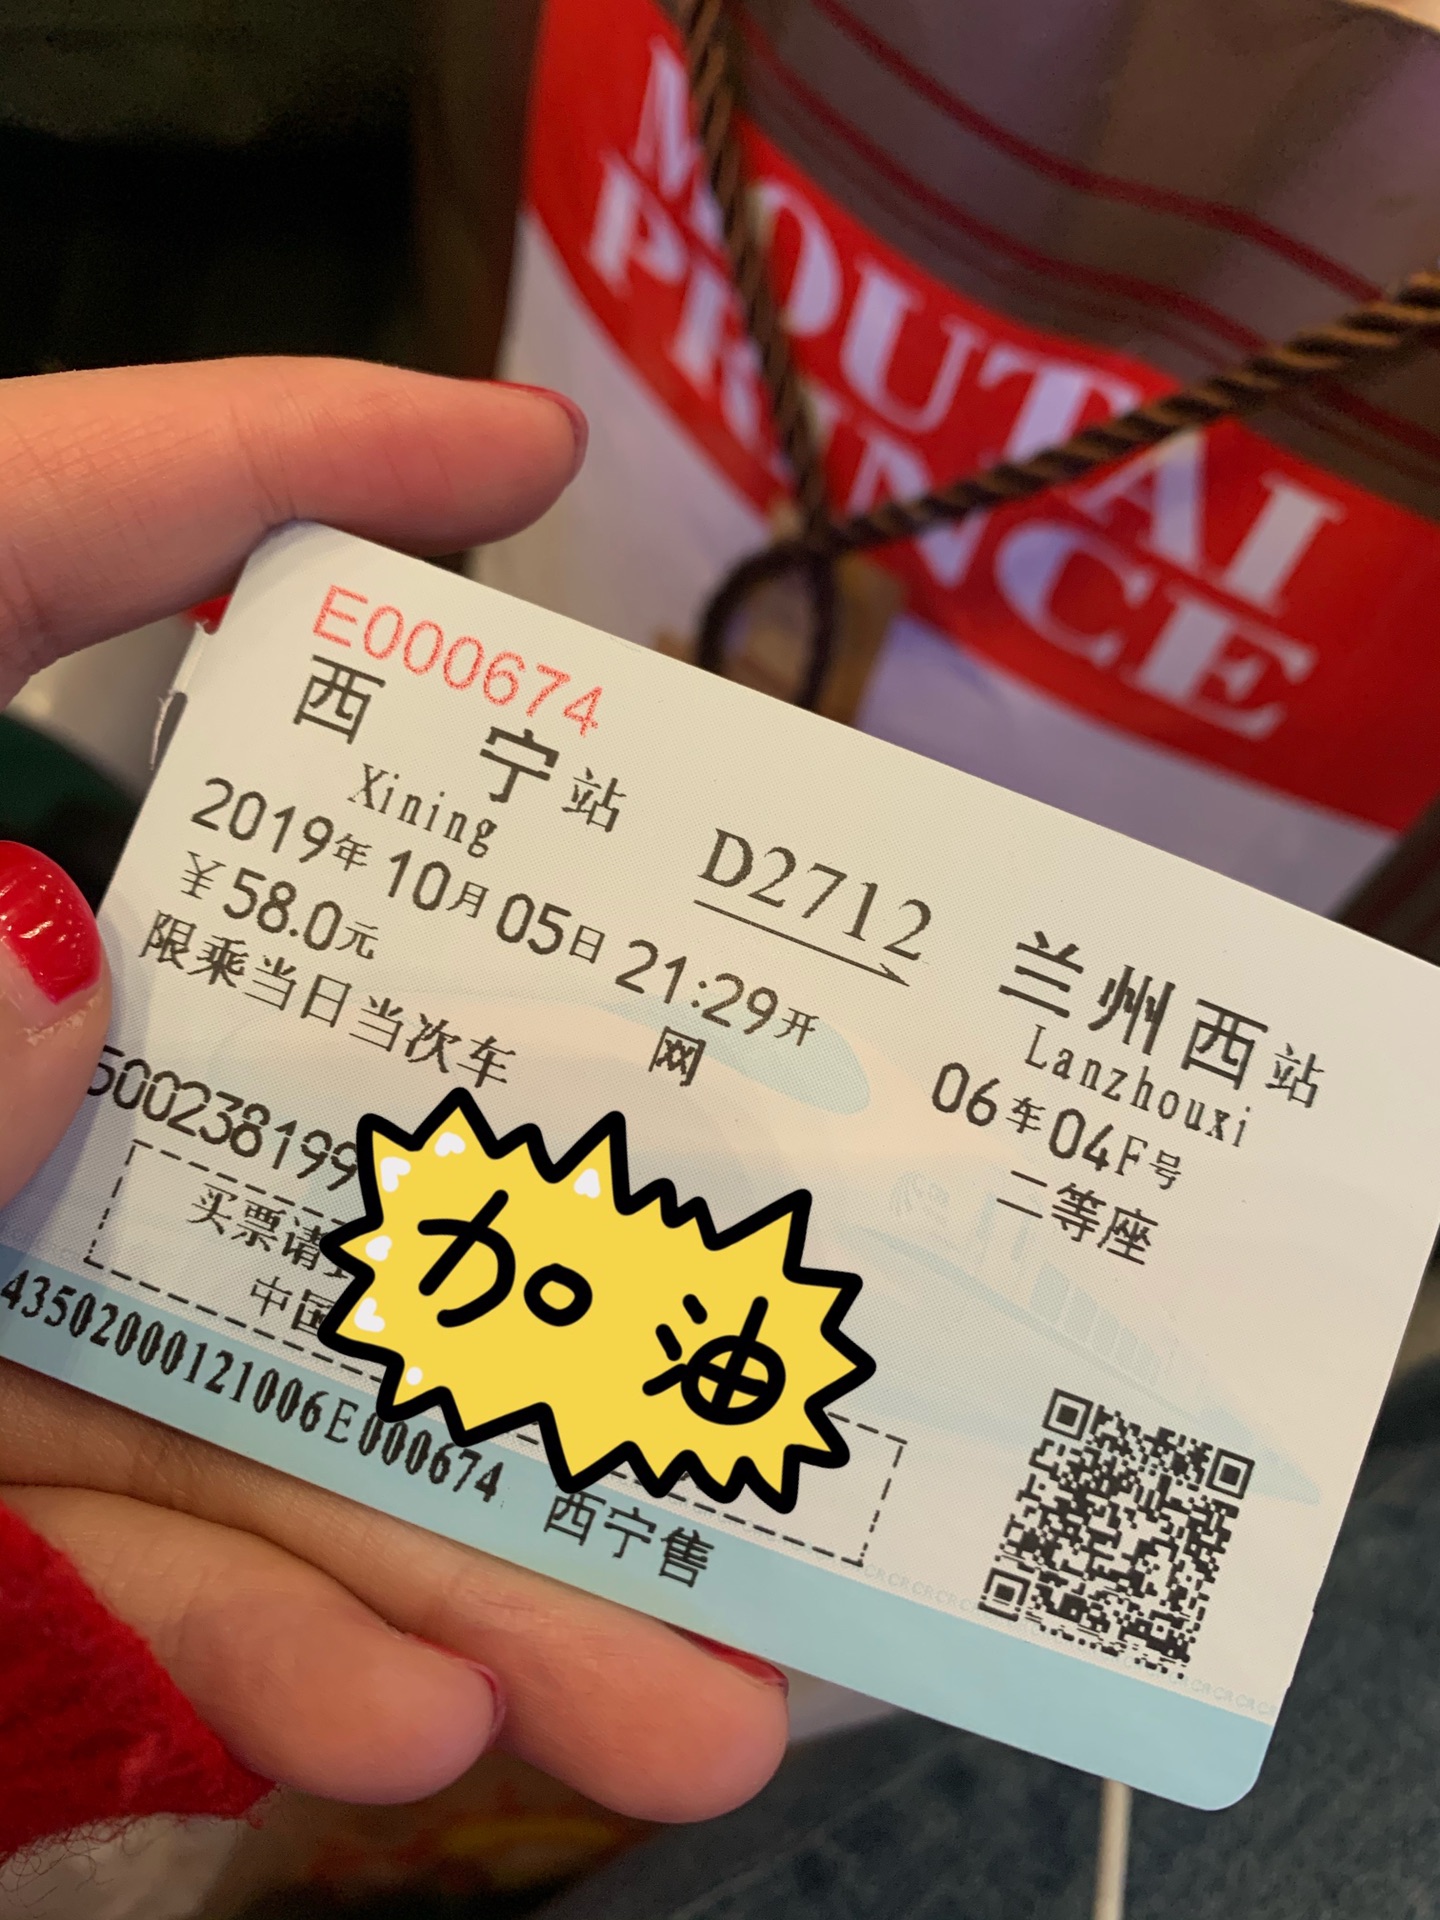 MOUTAI
PRINCE
E000674
西宁站 D2712 兰州西站
Xining Lanzhouxi
2019年10月05日21:29开 06车04F号
¥58.0元 网 二等座
限乘当日当次车
500238199
买票请
中国
加油
4350200012​1006E000674 西宁售